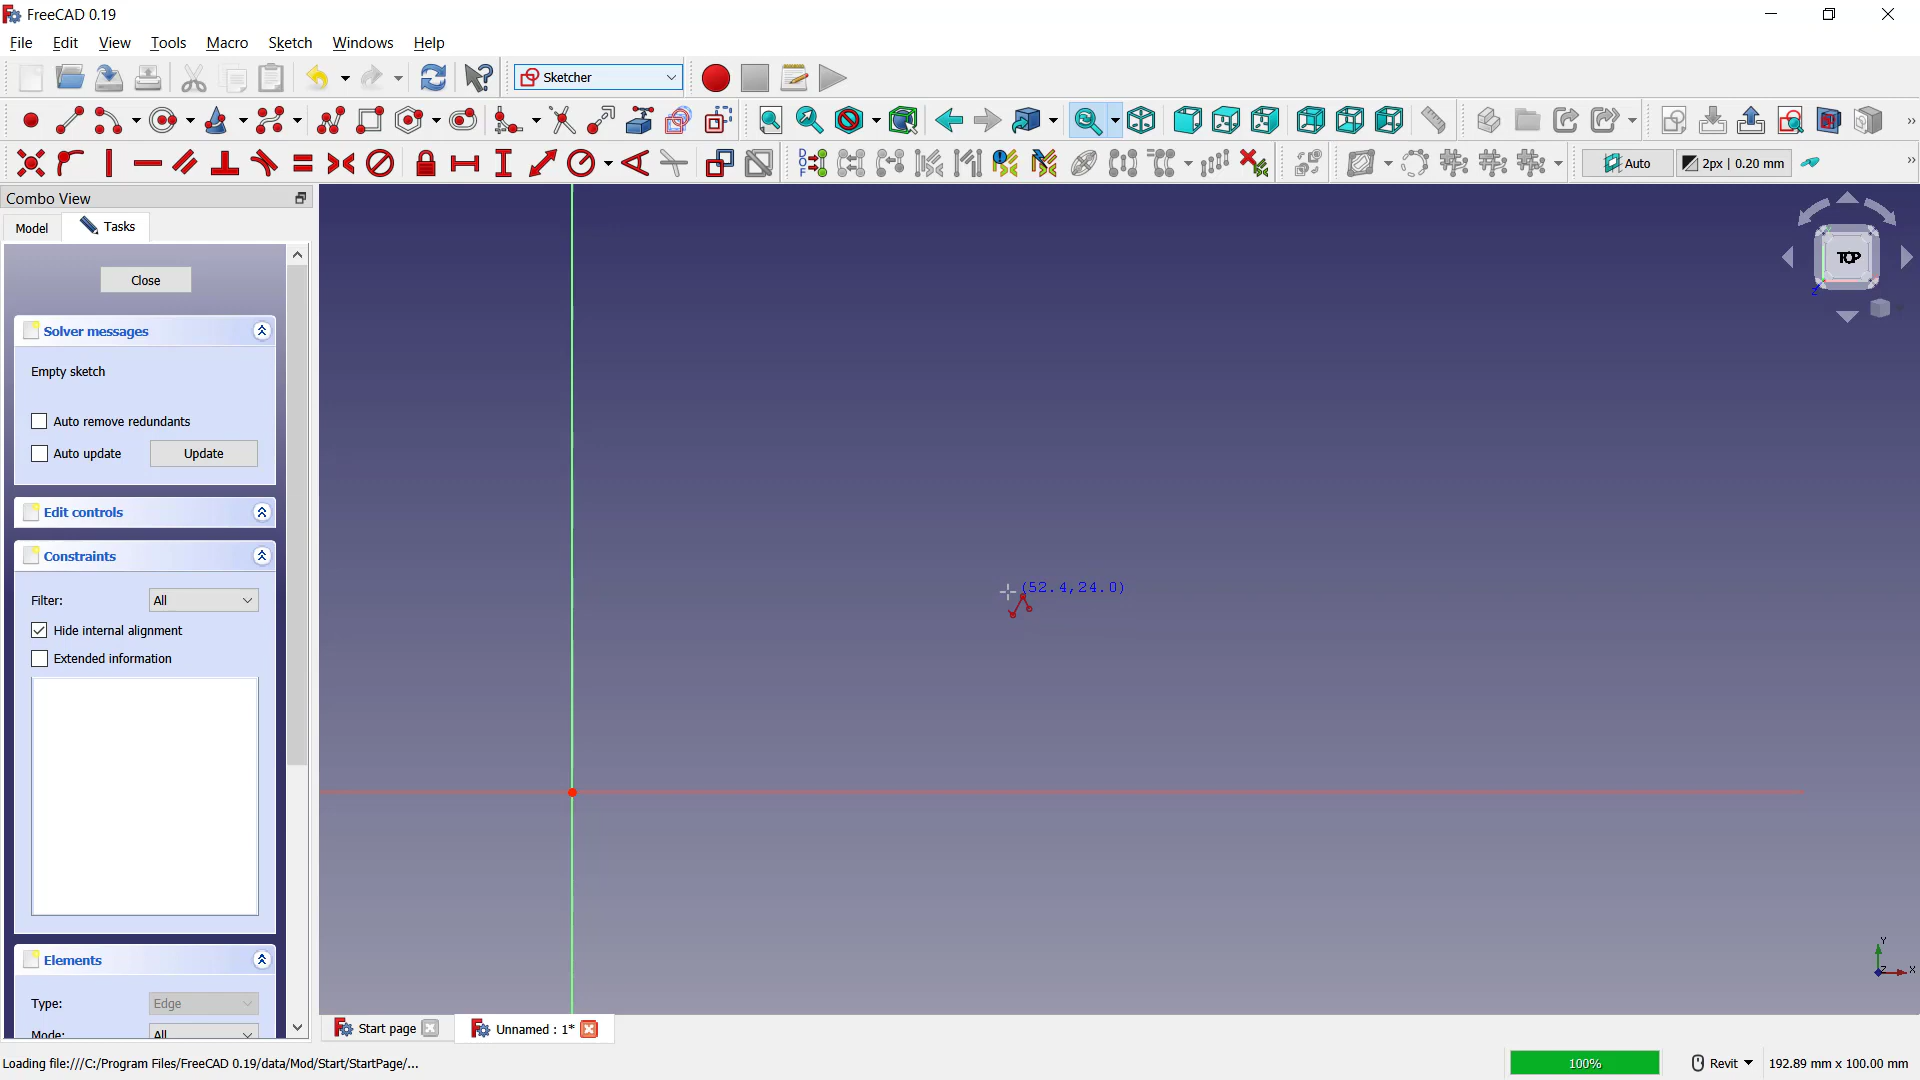 FreeCAD 0.19
File Edit View Tools Macro Sketch Windows Help
Sketcher
Auto 2px | 0.20 mm
Combo View
Model Tasks
Close
Solver messages
Empty sketch
Auto remove redundants
Auto update Update
Edit controls
Constraints
Filter: All
Hide internal alignment
Extended information
Elements
Type: Edge
Mode: All
(52.4,24.0)
TOP
Z
Y
Z X
Start page Unnamed : 1*
Loading file:///C:/Program Files/FreeCAD 0.19/data/Mod/Start/StartPage/... 100% Revit 192.89 mm x 100.00 mm